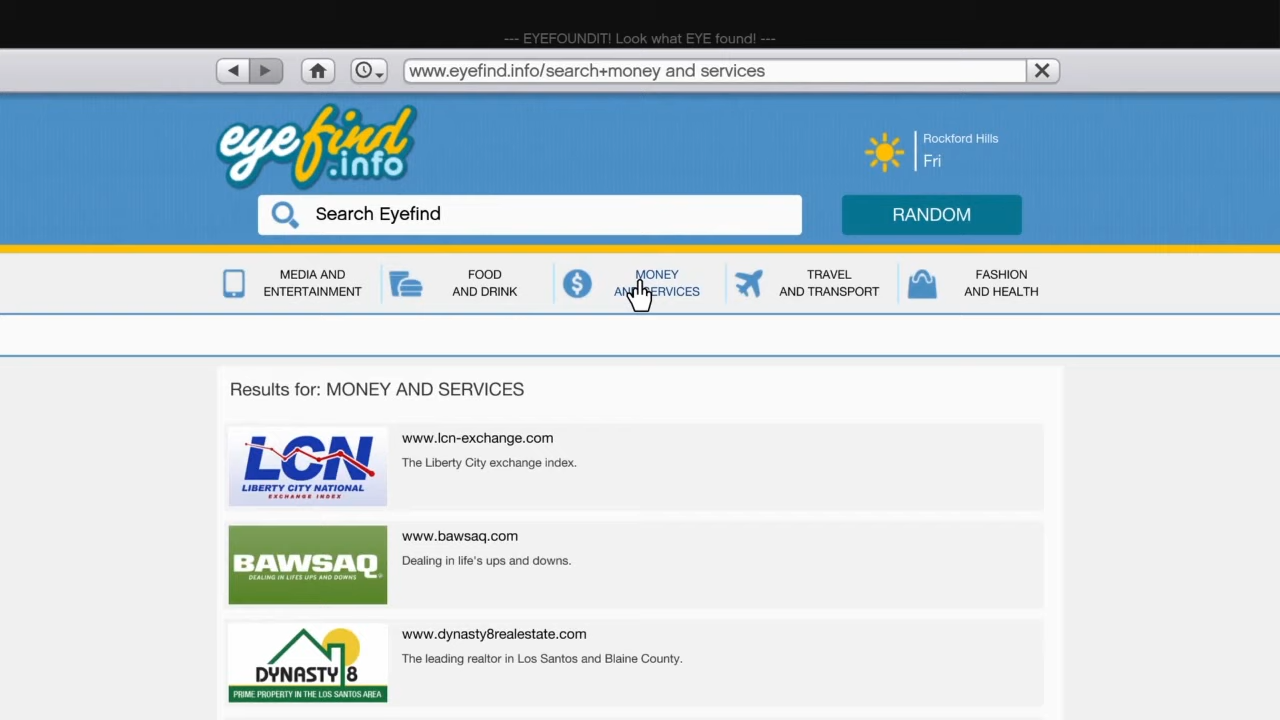 --- EYEFOUNDIT! Look what EYE found! ---
www.eyefind.info/search+money and services
eyefind
.info
Rockford Hills
Fri
Search Eyefind
RANDOM
MEDIA AND
ENTERTAINMENT
FOOD
AND DRINK
MONEY
AND SERVICES
TRAVEL
AND TRANSPORT
FASHION
AND HEALTH
Results for: MONEY AND SERVICES
LCN
LIBERTY CITY NATIONAL
EXCHANGE INDEX
www.lcn-exchange.com
The Liberty City exchange index.
BAWSAQ
DEALING IN LIFES UPS AND DOWNS
www.bawsaq.com
Dealing in life's ups and downs.
DYNASTY 8
PRIME PROPERTY IN THE LOS SANTOS AREA
www.dynasty8realestate.com
The leading realtor in Los Santos and Blaine County.